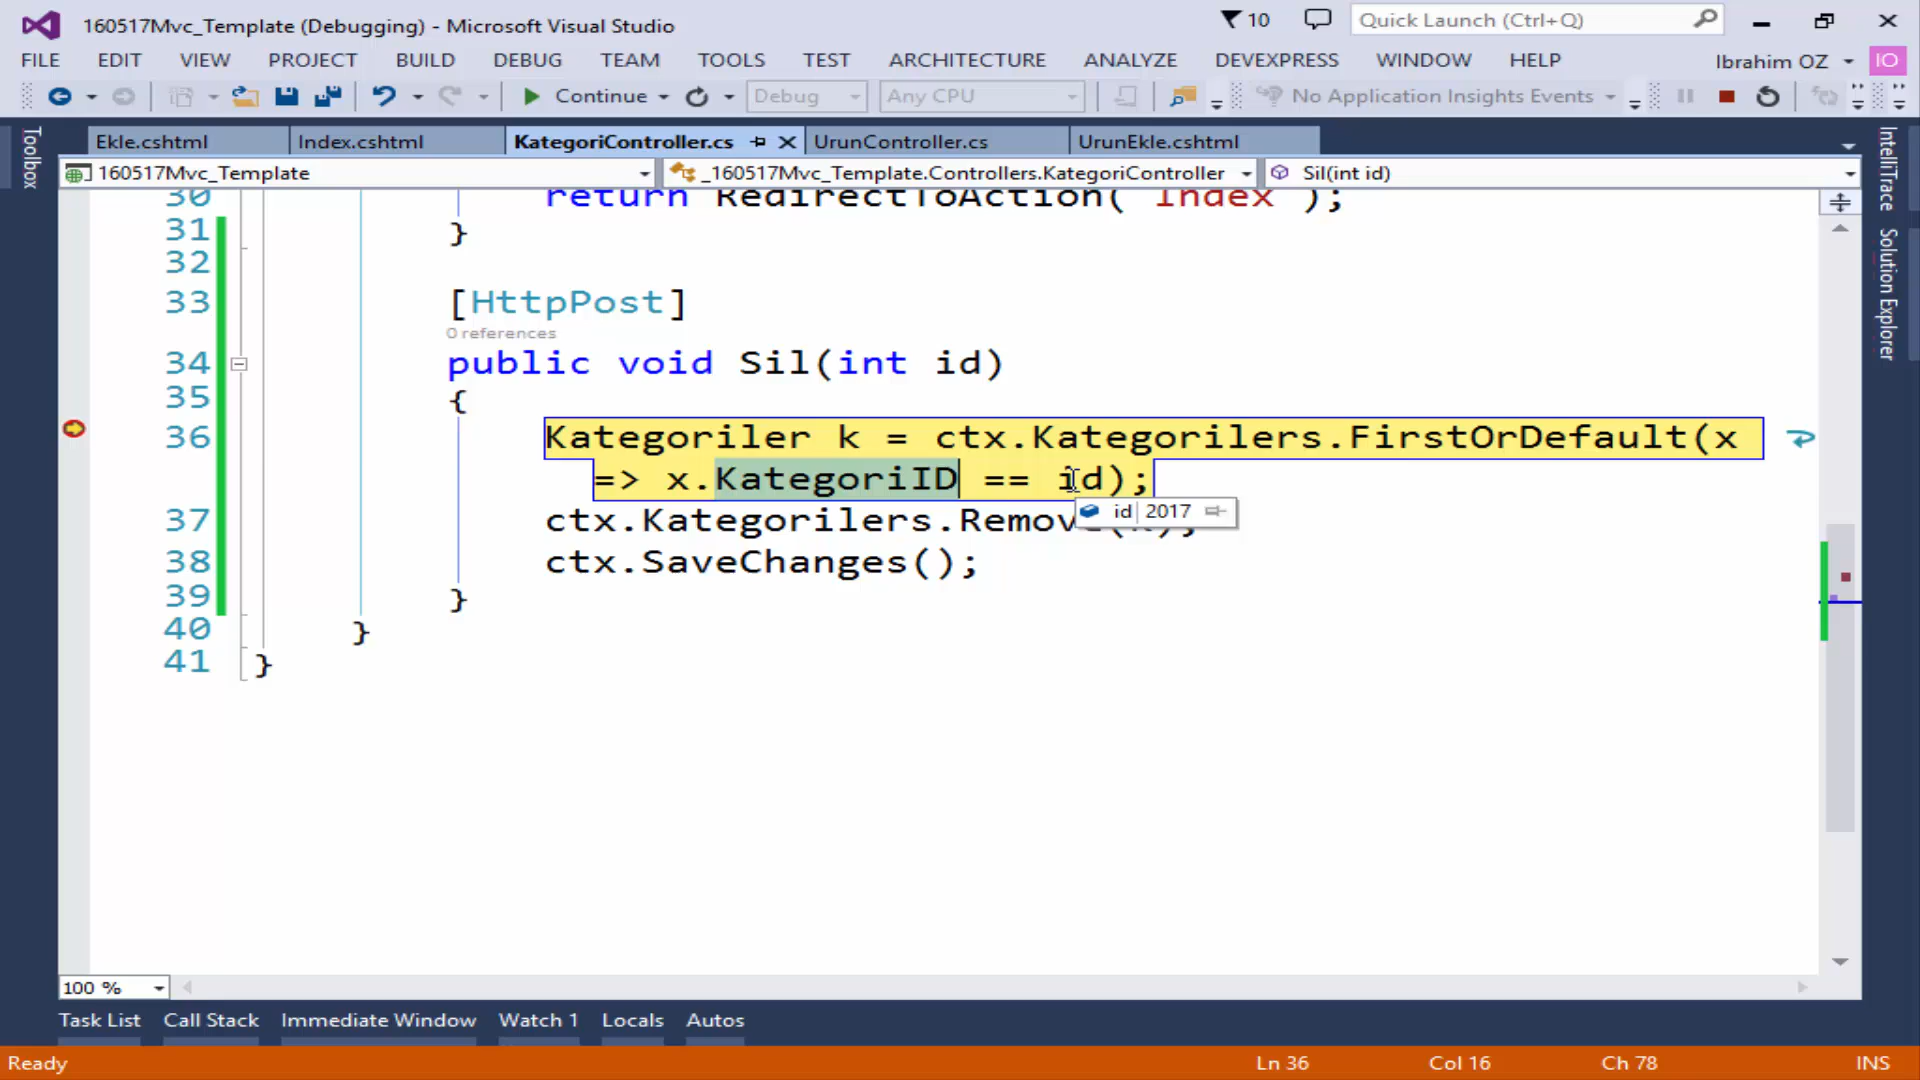 160517Mvc_Template (Debugging) - Microsoft Visual Studio
10
Quick Launch (Ctrl+Q)
FILE EDIT VIEW PROJECT BUILD DEBUG TEAM TOOLS TEST ARCHITECTURE ANALYZE DEVEXPRESS WINDOW HELP
Ibrahim OZ
IO
Continue
Debug
Any CPU
No Application Insights Events
Toolbox
Ekle.cshtml
Index.cshtml
KategoriController.cs
UrunController.cs
UrunEkle.cshtml
160517Mvc_Template
_160517Mvc_Template.Controllers.KategoriController
Sil(int id)
IntelliTrace
Solution Explorer
30 return RedirectToAction("Index");
31 }
32
33 [HttpPost]
0 references
34 public void Sil(int id)
35 {
36 Kategoriler k = ctx.Kategorilers.FirstOrDefault(x
=> x.KategoriID == id);
id 2017
37 ctx.Kategorilers.Remov
38 ctx.SaveChanges();
39 }
40 }
41 }
100 %
Task List Call Stack Immediate Window Watch 1 Locals Autos
Ready
Ln 36
Col 16
Ch 78
INS